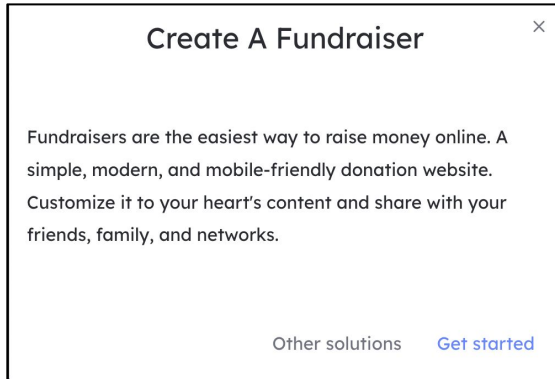 Create A Fundraiser
Fundraisers are the easiest way to raise money online. A
simple, modern, and mobile-friendly donation website.
Customize it to your heart's content and share with your
friends, family, and networks.
Other solutions Get started